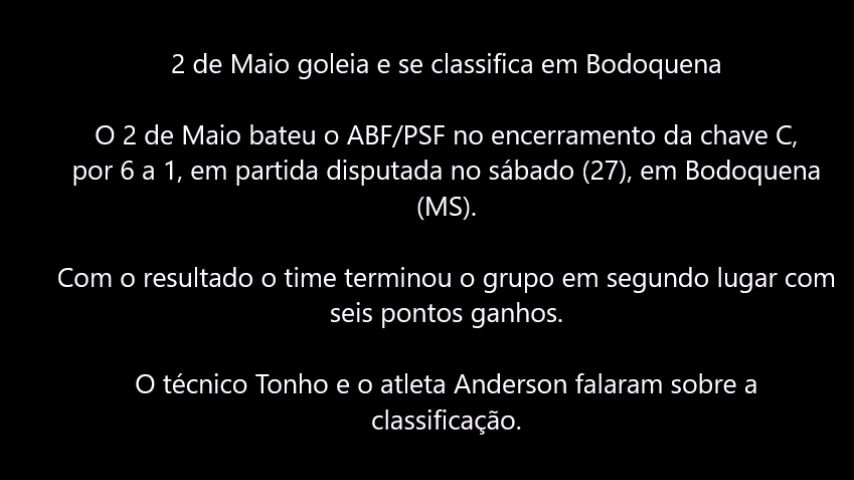 2 de Maio goleia e se classifica em Bodoquena
O 2 de Maio bateu o ABF/PSF no encerramento da chave C,
por 6 a 1, em partida disputada no sábado (27), em Bodoquena
(MS).
Com o resultado o time terminou o grupo em segundo lugar com
seis pontos ganhos.
O técnico Tonho e o atleta Anderson falaram sobre a
classificação.